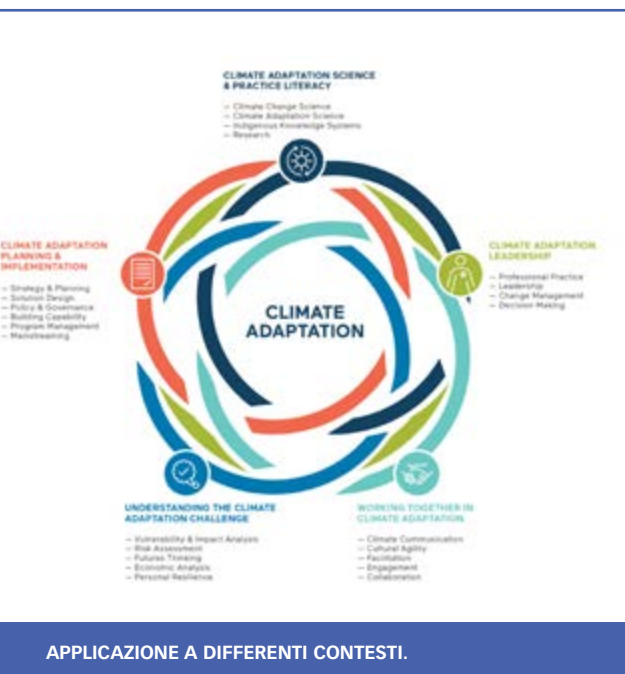 CLIMATE ADAPTATION SCIENCE
& PRACTICE LITERACY
— Climate Change Science
— Climate Adaptation Science
— Indigenous Knowledge Systems
— Research
CLIMATE ADAPTATION
PLANNING &
IMPLEMENTATION
— Strategy & Planning
— Solution Design
— Policy & Governance
— Building Capability
— Program Management
— Mainstreaming
CLIMATE ADAPTATION
LEADERSHIP
— Professional Practice
— Leadership
— Change Management
— Decision Making
CLIMATE
ADAPTATION
UNDERSTANDING THE CLIMATE
ADAPTATION CHALLENGE
— Vulnerability & Impact Analysis
— Risk Assessment
— Futures Thinking
— Economic Analysis
— Personal Resilience
WORKING TOGETHER IN
CLIMATE ADAPTATION
— Climate Communication
— Cultural Agility
— Facilitation
— Engagement
— Collaboration
APPLICAZIONE A DIFFERENTI CONTESTI.